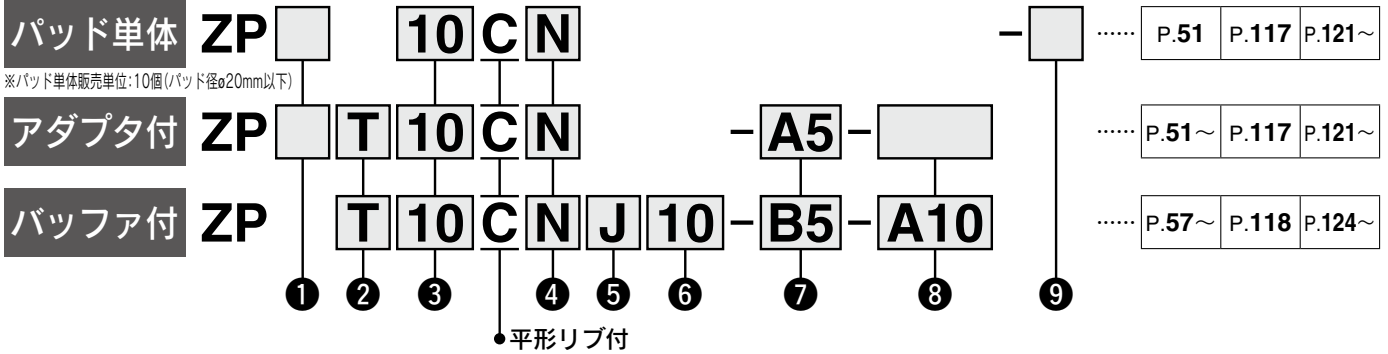 パッド単体 ZP 10 C N - ······ P.51 P.117 P.121~
※パッド単体販売単位:10個(パッド径ø20mm以下)
アダプタ付 ZP T 10 C N - A5 - ······ P.51~ P.117 P.121~
バッファ付 ZP T 10 C N J 10 - B5 - A10 ······ P.57~ P.118 P.124~
❶ ❷ ❸ ❹ ❺ ❻ ❼ ❽ ❾
●平形リブ付